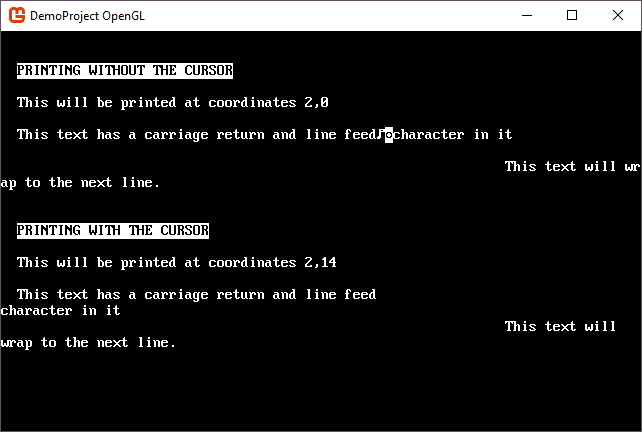 DemoProject OpenGL
PRINTING WITHOUT THE CURSOR
This will be printed at coordinates 2,0
This text has a carriage return and line feed♪◙character in it
This text will wr
ap to the next line.
PRINTING WITH THE CURSOR
This will be printed at coordinates 2,14
This text has a carriage return and line feed
character in it
This text will
wrap to the next line.